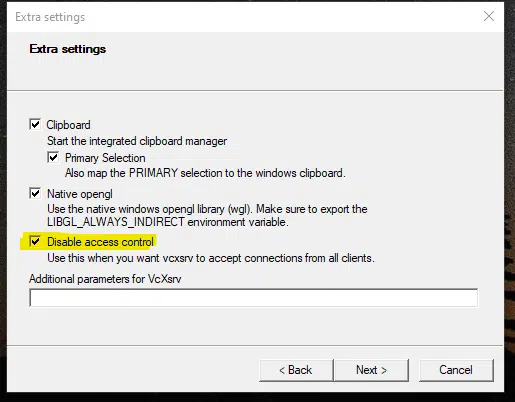 Extra settings
Extra settings
Clipboard
Start the integrated clipboard manager
Primary Selection
Also map the PRIMARY selection to the windows clipboard.
Native opengl
Use the native windows opengl library (wgl). Make sure to export the
LIBGL_ALWAYS_INDIRECT environment variable.
Disable access control
Use this when you want vcxsrv to accept connections from all clients.
Additional parameters for VcXsrv
< Back Next > Cancel